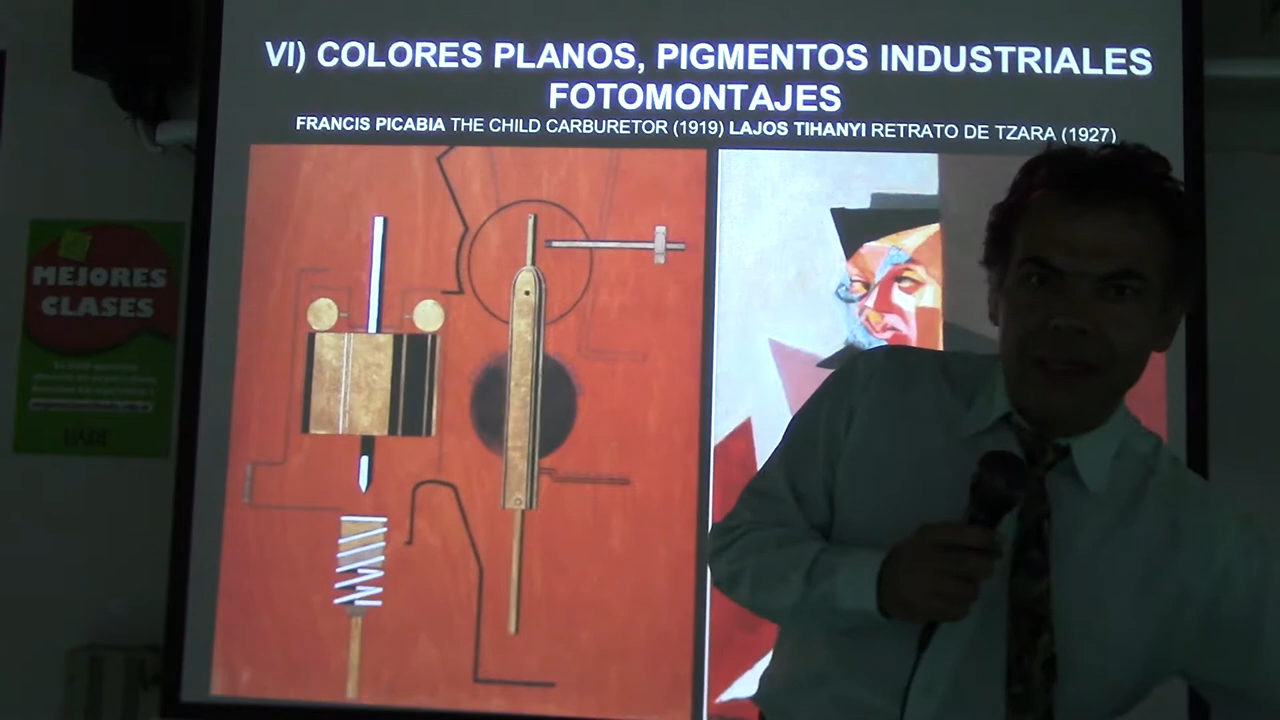 VI) COLORES PLANOS, PIGMENTOS INDUSTRIALES
FOTOMONTAJES
FRANCIS PICABIA THE CHILD CARBURETOR (1919) LAJOS TIHANYI RETRATO DE TZARA (1927)
MEJORES
CLASES
UADE